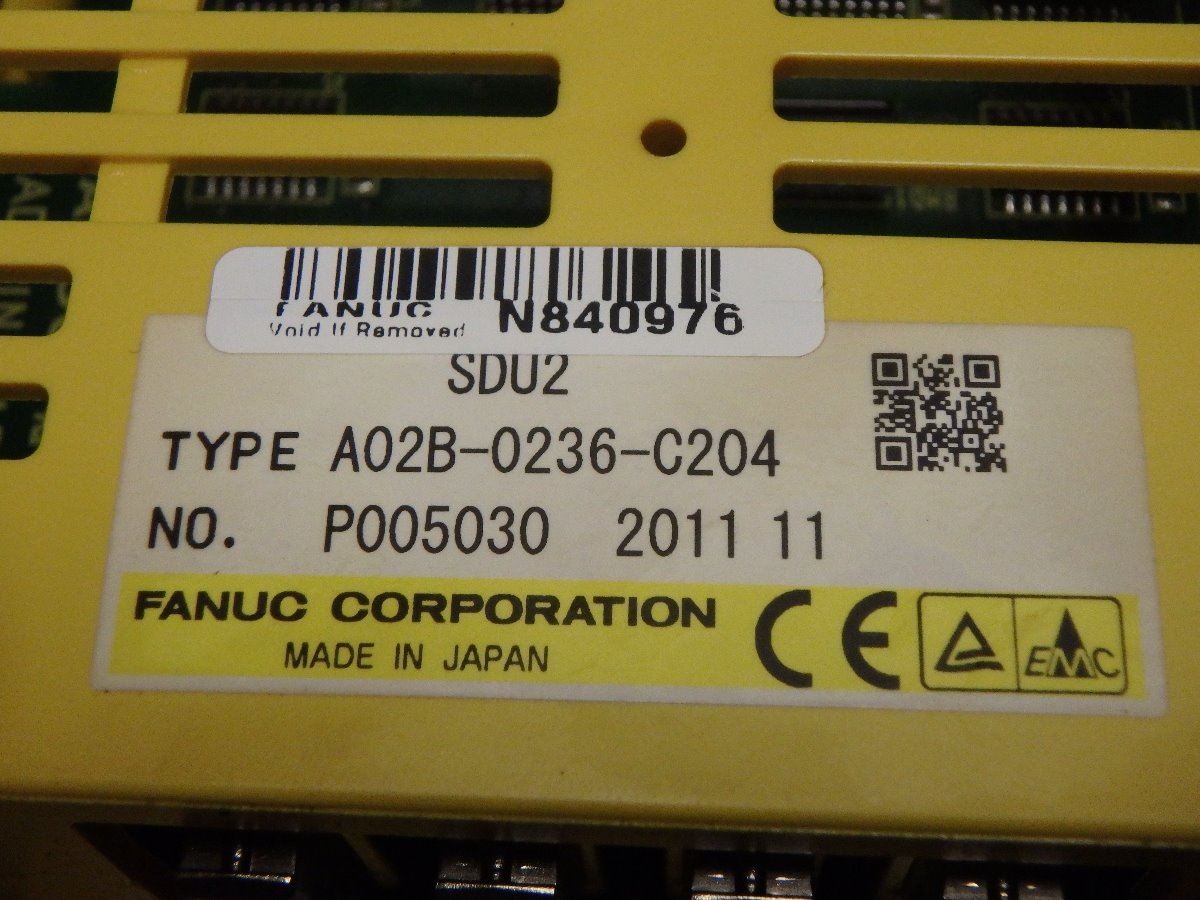 FANUC
Void If Removed N840976
SDU2
TYPE A02B-0236-C204
NO. P005030 2011 11
FANUC CORPORATION
MADE IN JAPAN
CE
EMC